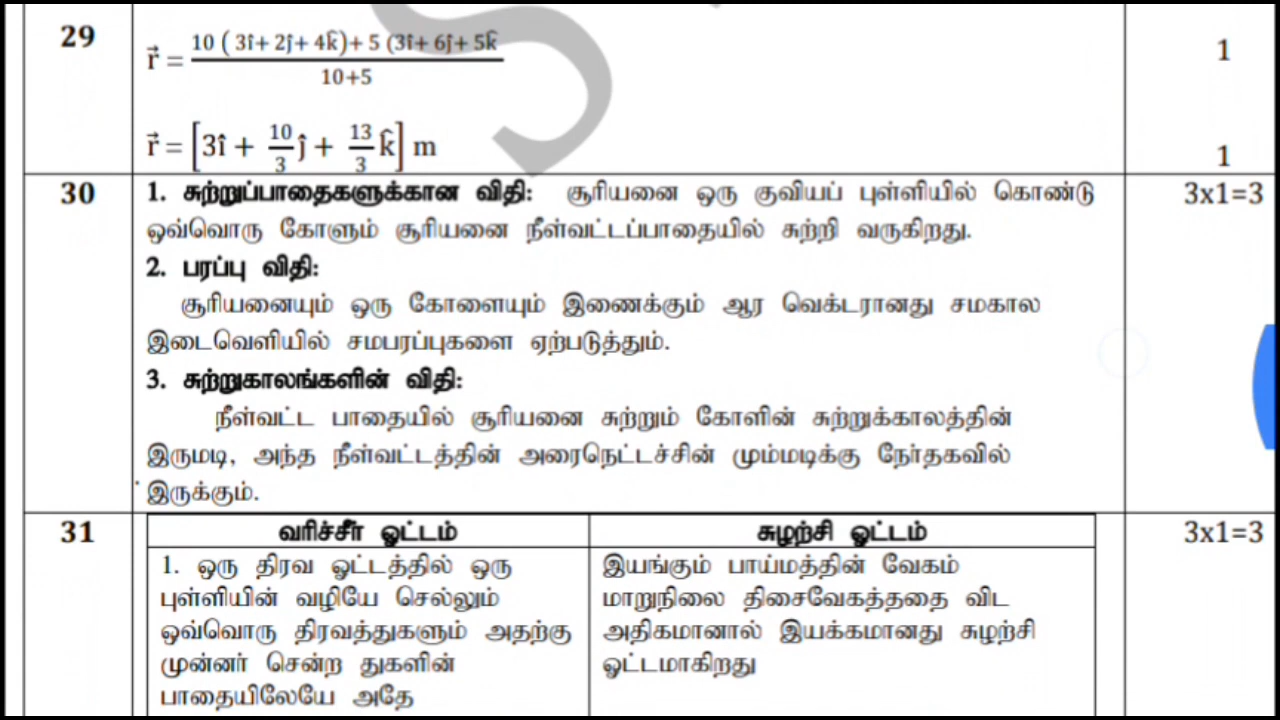 29
r⃗ = 10 ( 3î+ 2ĵ+ 4k̂)+ 5 (3î+ 6ĵ+ 5k̂ / 10+5
1
r⃗ = [3î + 10/3 ĵ + 13/3 k̂] m
1
30
1. சுற்றுப்பாதைகளுக்கான விதி: சூரியனை ஒரு குவியப் புள்ளியில் கொண்டு
3x1=3
ஒவ்வொரு கோளும் சூரியனை நீள்வட்டப்பாதையில் சுற்றி வருகிறது.
2. பரப்பு விதி:
சூரியனையும் ஒரு கோளையும் இணைக்கும் ஆர வெக்டரானது சமகால
இடைவெளியில் சமபரப்புகளை ஏற்படுத்தும்.
3. சுற்றுகாலங்களின் விதி:
நீள்வட்ட பாதையில் சூரியனை சுற்றும் கோளின் சுற்றுக்காலத்தின்
இருமடி, அந்த நீள்வட்டத்தின் அரைநெட்டச்சின் மும்மடிக்கு நேர்தகவில்
இருக்கும்.
31
வரிச்சீர் ஓட்டம்
சுழற்சி ஓட்டம்
3x1=3
1. ஒரு திரவ ஓட்டத்தில் ஒரு
புள்ளியின் வழியே செல்லும்
ஒவ்வொரு திரவத்துகளும் அதற்கு
முன்னர் சென்ற துகளின்
பாதையிலேயே அதே
இயங்கும் பாய்மத்தின் வேகம்
மாறுநிலை திசைவேகத்ததை விட
அதிகமானால் இயக்கமானது சுழற்சி
ஓட்டமாகிறது